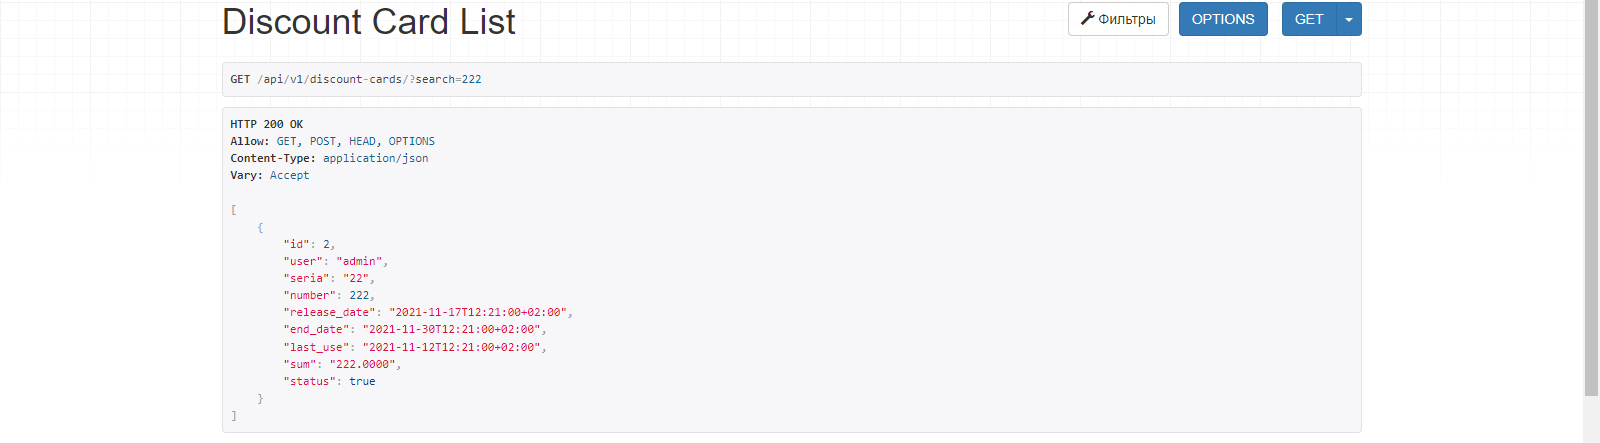 Discount Card List
Фильтры
OPTIONS
GET
GET /api/v1/discount-cards/?search=222
HTTP 200 OK
Allow: GET, POST, HEAD, OPTIONS
Content-Type: application/json
Vary: Accept
[
    {
        "id": 2,
        "user": "admin",
        "seria": "22",
        "number": 222,
        "release_date": "2021-11-17T12:21:00+02:00",
        "end_date": "2021-11-30T12:21:00+02:00",
        "last_use": "2021-11-12T12:21:00+02:00",
        "sum": "222.0000",
        "status": true
    }
]